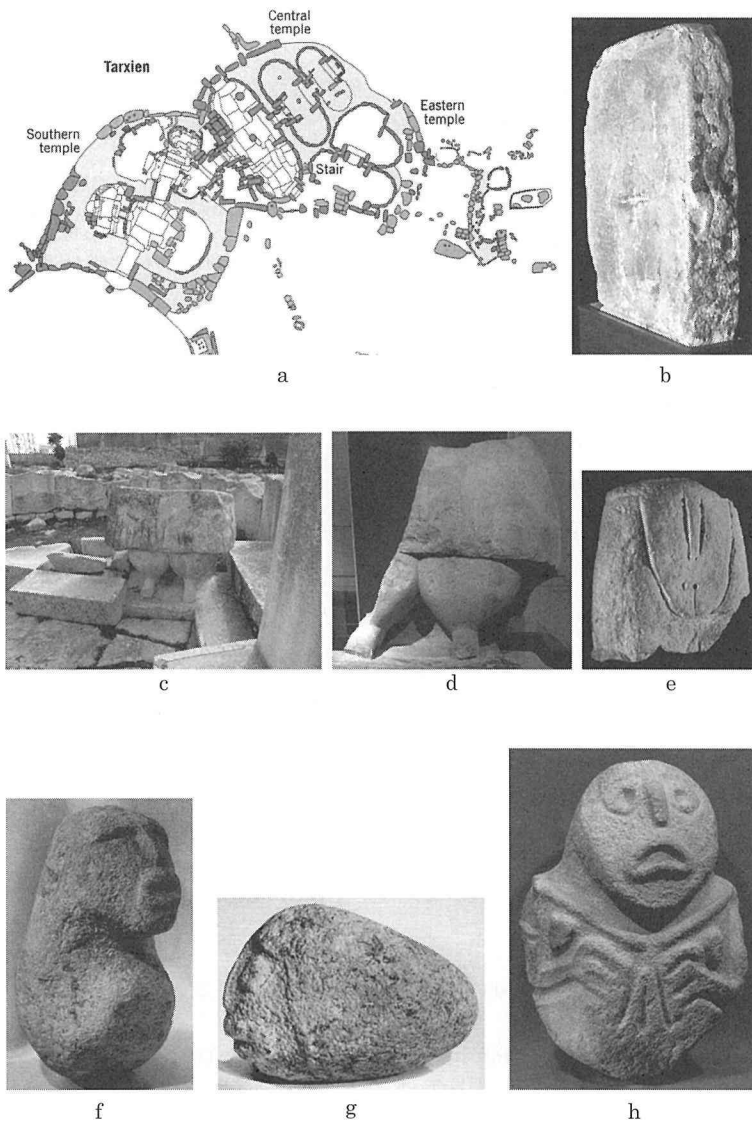 Central
temple
Tarxien
Eastern
temple
Southern
temple
Stair
a
b
c
d
e
f
g
h